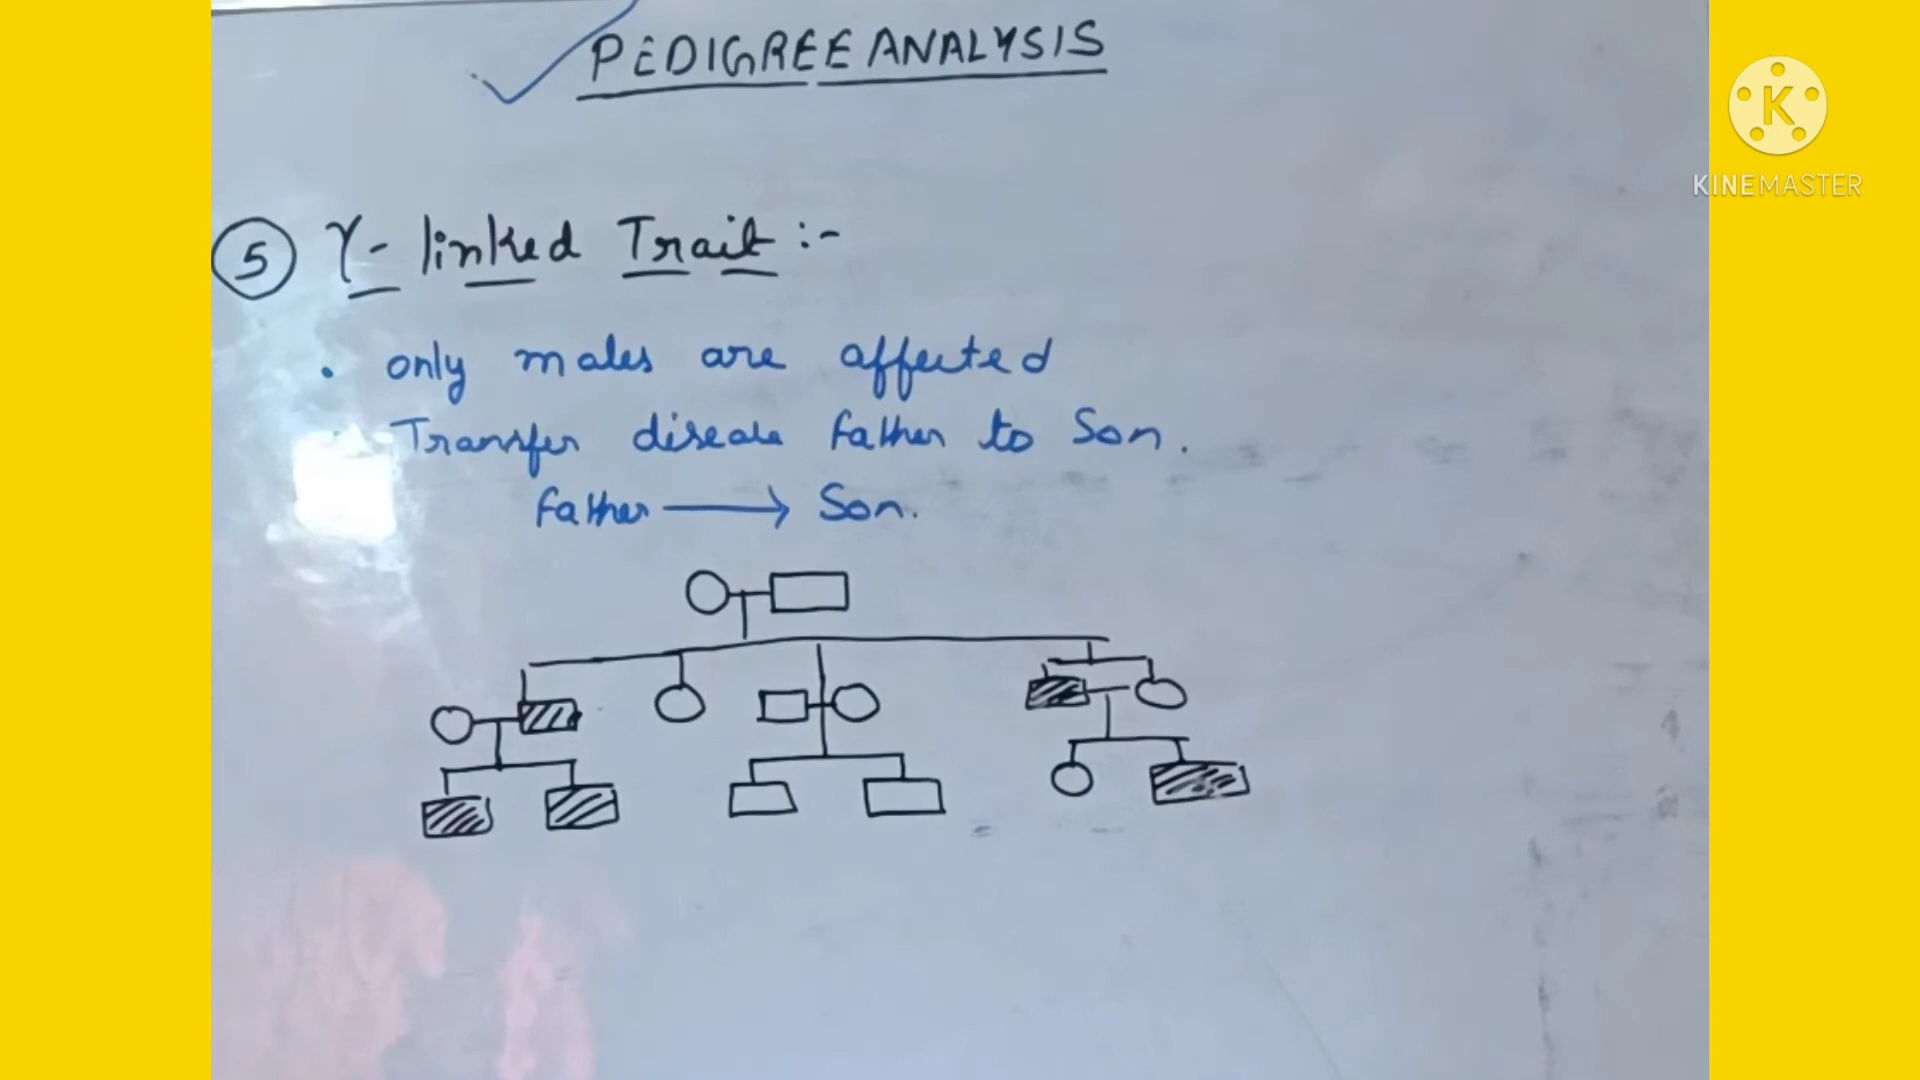 PEDIGREE ANALYSIS
K
KINEMASTER
5 Y- linked Trait :-
• only males are affected
• Transfer disease father to Son.
father → Son.